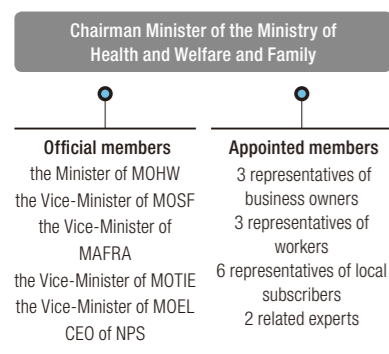 Chairman Minister of the Ministry of
Health and Welfare and Family
Official members
the Minister of MOHW
the Vice-Minister of MOSF
the Vice-Minister of
MAFRA
the Vice-Minister of MOTIE
the Vice-Minister of MOEL
CEO of NPS
Appointed members
3 representatives of
business owners
3 representatives of
workers
6 representatives of local
subscribers
2 related experts